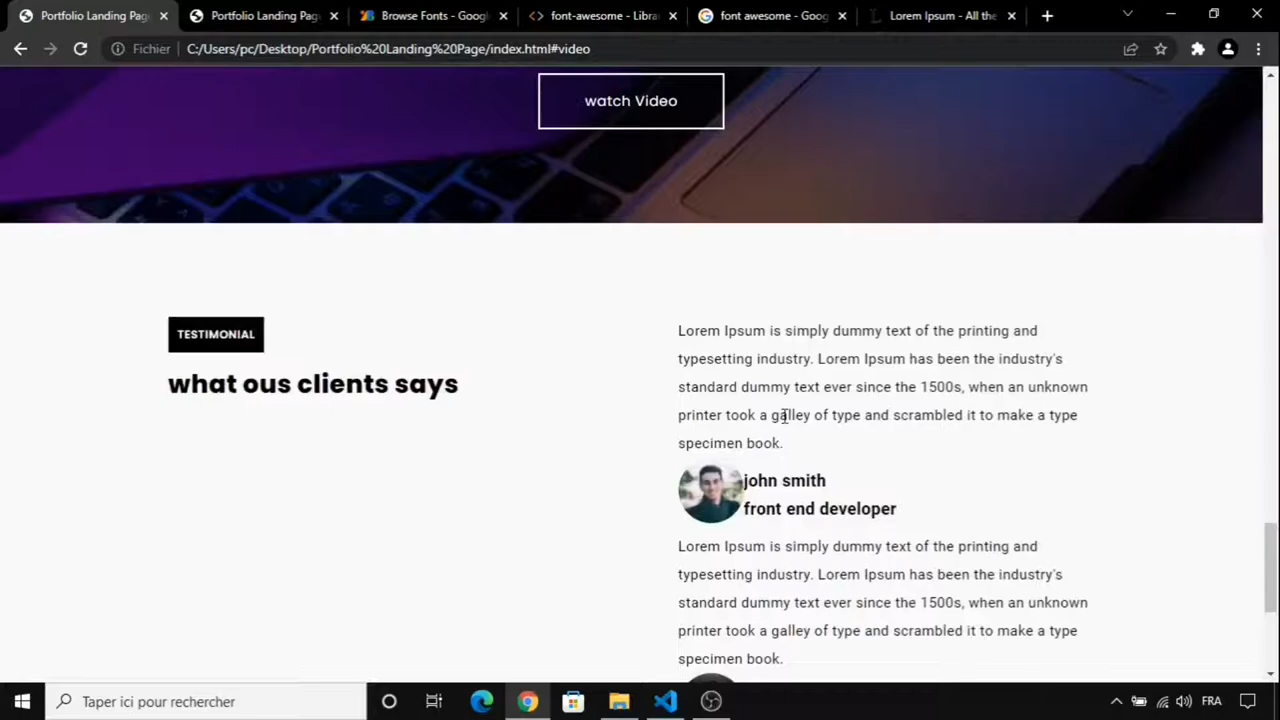 Portfolio Landing Pag
Portfolio Landing Pag
Browse Fonts - Googl
font-awesome - Librar
font awesome - Goog
Lorem Ipsum - All the
Fichier
C:/Users/pc/Desktop/Portfolio%20Landing%20Page/index.html#video
watch Video
TESTIMONIAL
what ous clients says
Lorem Ipsum is simply dummy text of the printing and
typesetting industry. Lorem Ipsum has been the industry's
standard dummy text ever since the 1500s, when an unknown
printer took a galley of type and scrambled it to make a type
specimen book.
john smith
front end developer
Lorem Ipsum is simply dummy text of the printing and
typesetting industry. Lorem Ipsum has been the industry's
standard dummy text ever since the 1500s, when an unknown
printer took a galley of type and scrambled it to make a type
specimen book.
Taper ici pour rechercher
FRA